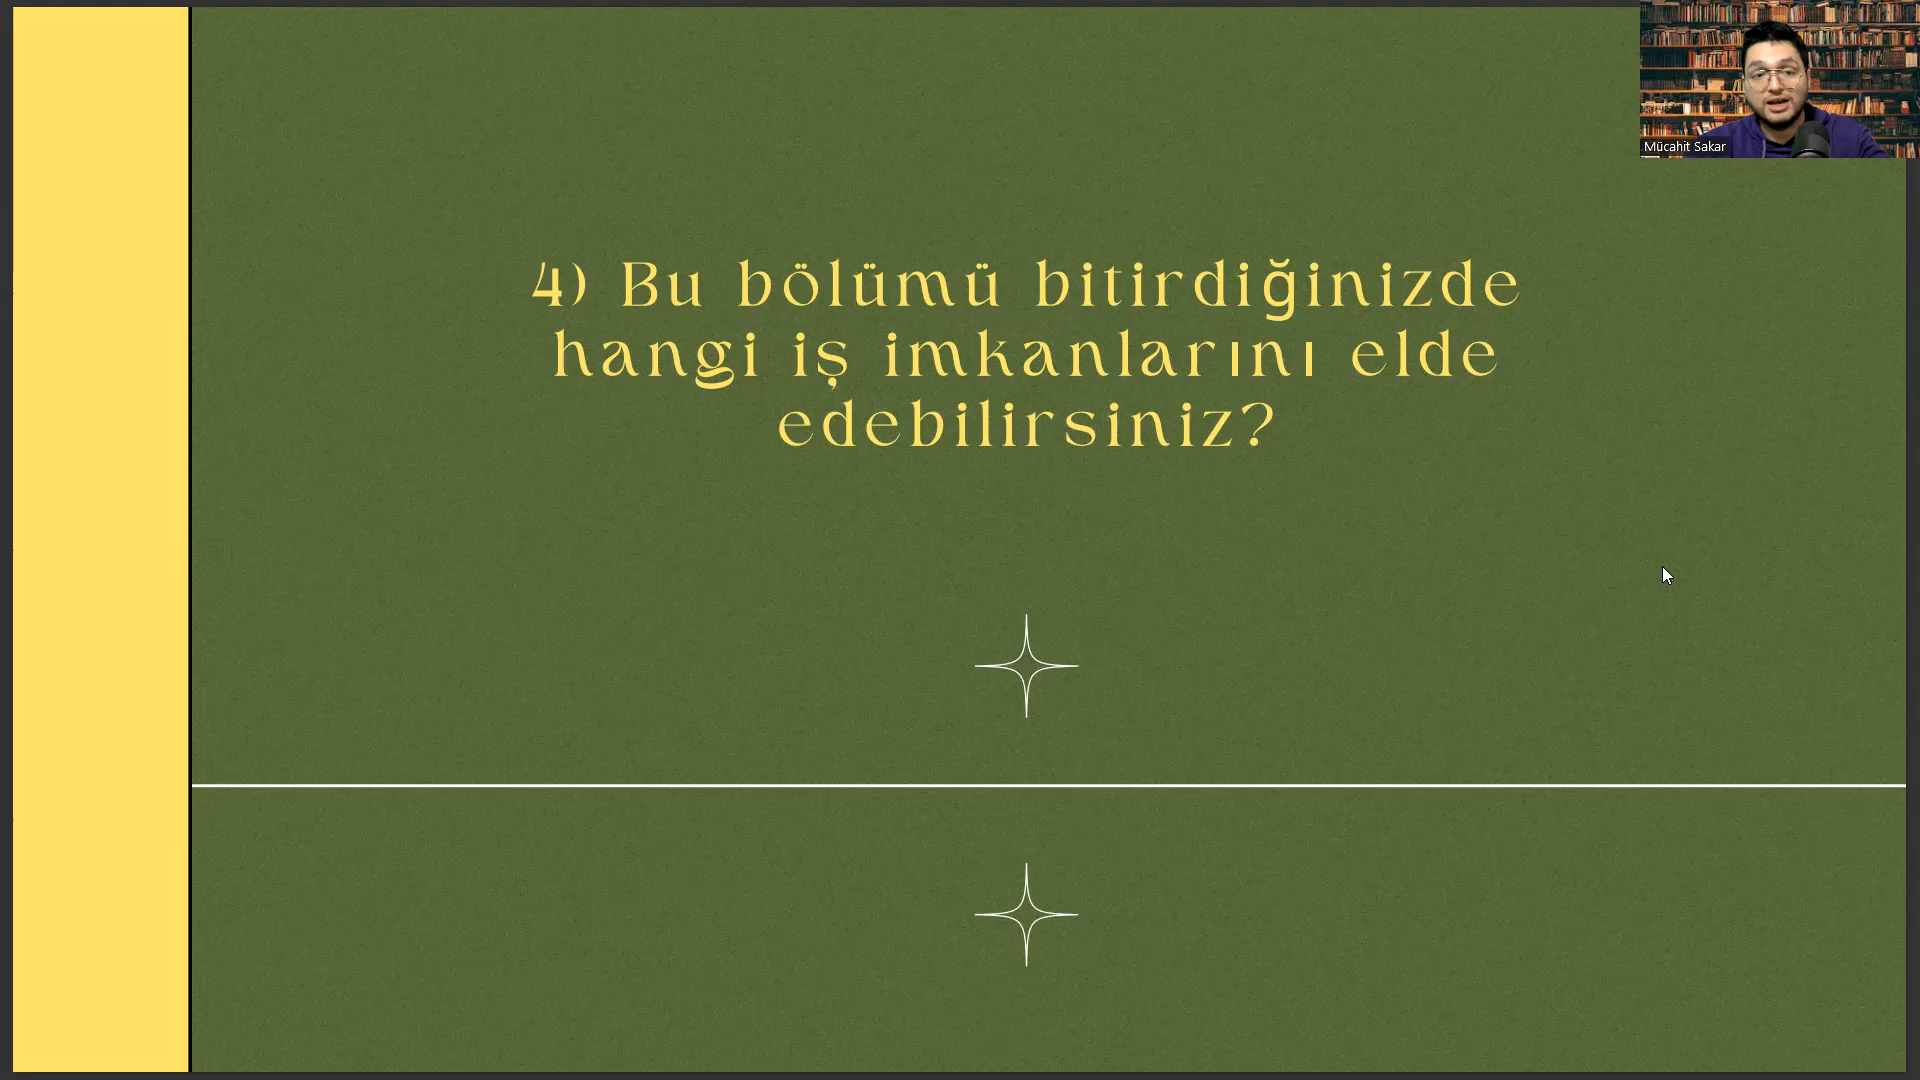 Mücahit Sakar
4) Bu bölümü bitirdiğinizde
hangi iş imkanlarını elde
edebilirsiniz?